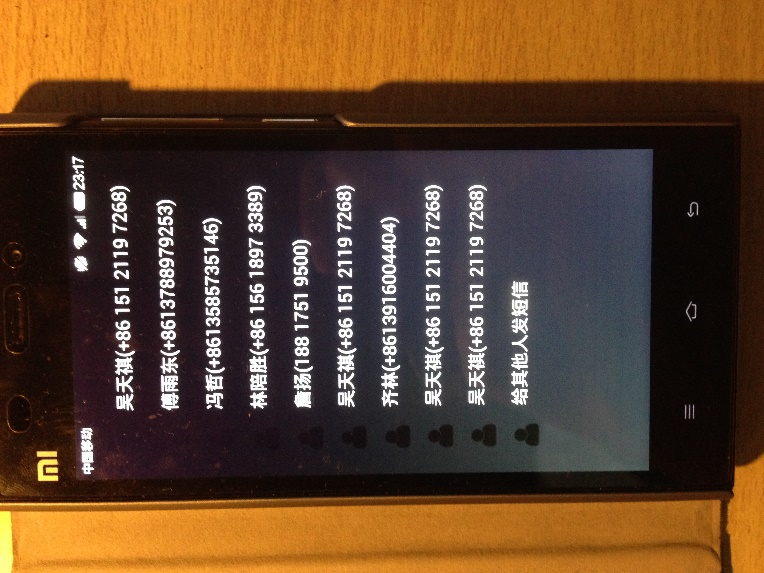 mi
中国移动 23:17
吴天祺(+86 151 2119 7268)
傅雨东(+8613788979253)
冯哲(+8613585735146)
林陪胜(+86 156 1897 3389)
詹扬(188 1751 9500)
吴天祺(+86 151 2119 7268)
齐林(+8613916004404)
吴天祺(+86 151 2119 7268)
吴天祺(+86 151 2119 7268)
给其他人发短信